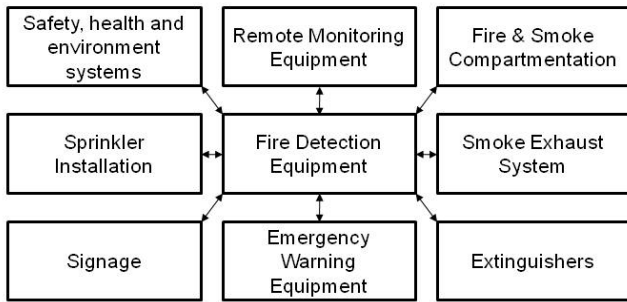 Safety, health and
environment
systems
Remote Monitoring
Equipment
Fire & Smoke
Compartmentation
Sprinkler
Installation
Fire Detection
Equipment
Smoke Exhaust
System
Signage
Emergency
Warning
Equipment
Extinguishers